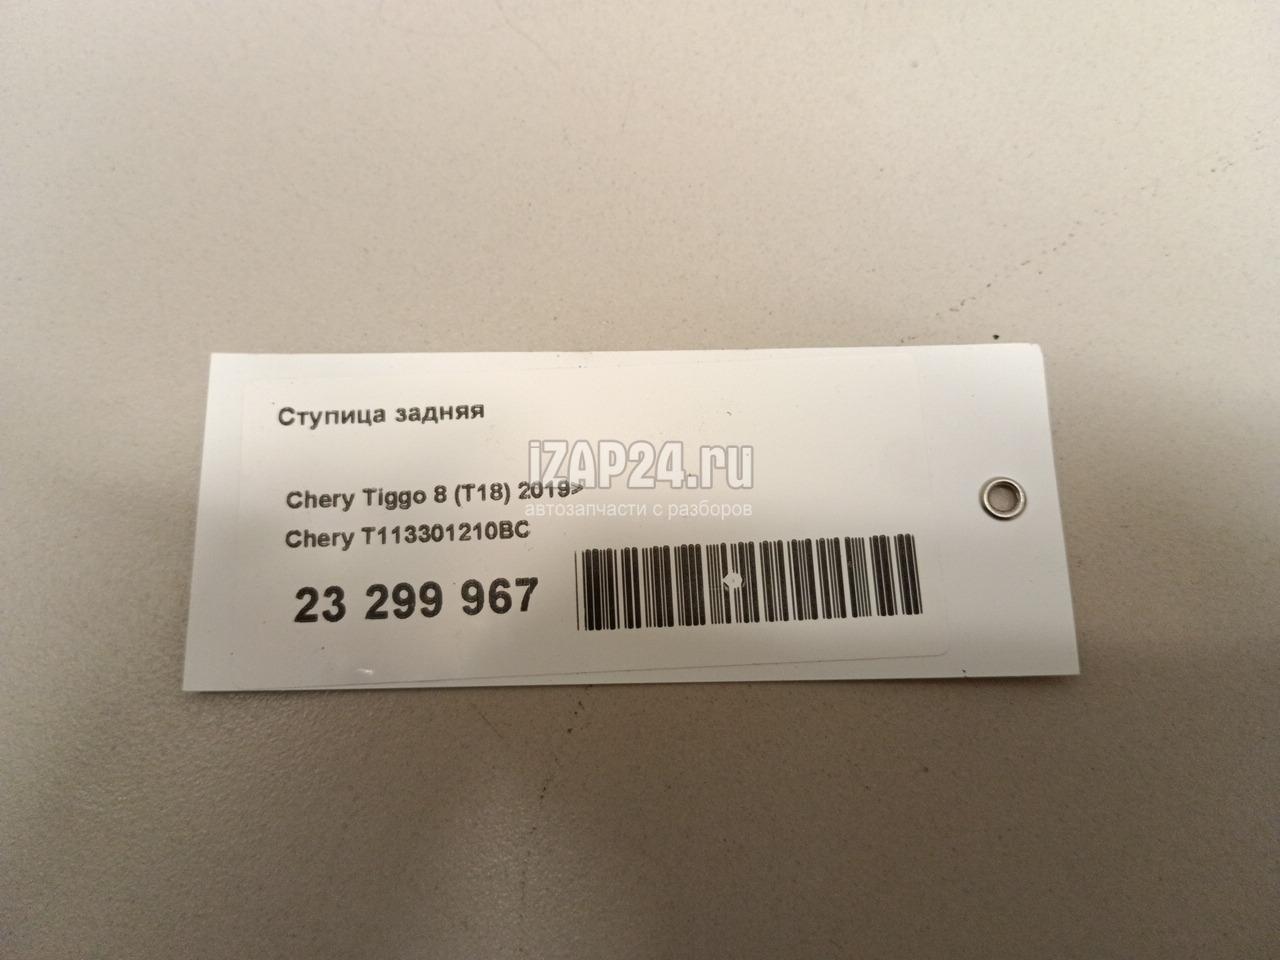 Ступица задняя
iZAP24.ru
Chery Tiggo 8 (T18) 2019>
автозапчасти с разборов
Chery T113301210BC
23 299 967